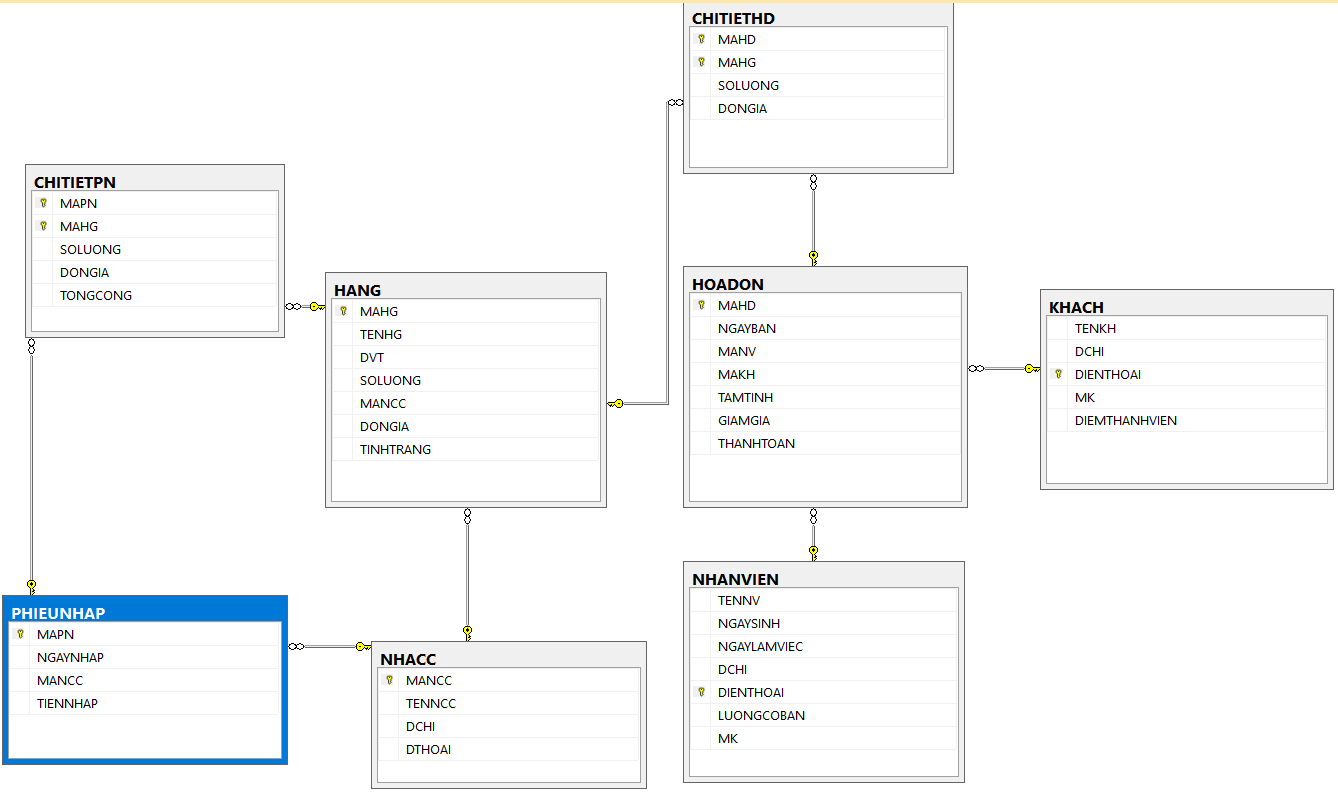 CHITIETHD
MAHD
MAHG
SOLUONG
DONGIA
CHITIETPN
MAPN
MAHG
SOLUONG
DONGIA
TONGCONG
HANG
MAHG
TENHG
DVT
SOLUONG
MANCC
DONGIA
TINHTRANG
HOADON
MAHD
NGAYBAN
MANV
MAKH
TAMTINH
GIAMGIA
THANHTOAN
KHACH
TENKH
DCHI
DIENTHOAI
MK
DIEMTHANHVIEN
PHIEUNHAP
MAPN
NGAYNHAP
MANCC
TIENNHAP
NHACC
MANCC
TENNCC
DCHI
DTHOAI
NHANVIEN
TENNV
NGAYSINH
NGAYLAMVIEC
DCHI
DIENTHOAI
LUONGCOBAN
MK